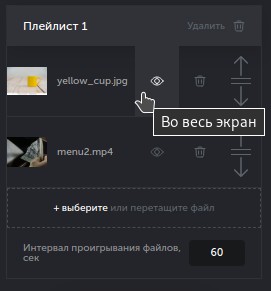 Плейлист 1 Удалить
yellow_cup.jpg
Во весь экран
menu2.mp4
+ выберите или перетащите файл
Интервал проигрывания файлов,
сек
60